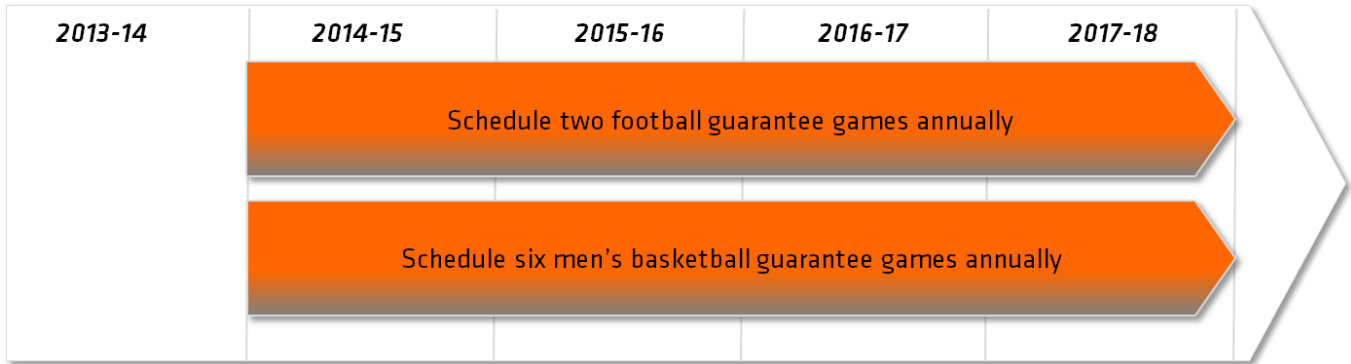 2013-14 2014-15 2015-16 2016-17 2017-18
Schedule two football guarantee games annually
Schedule six men’s basketball guarantee games annually